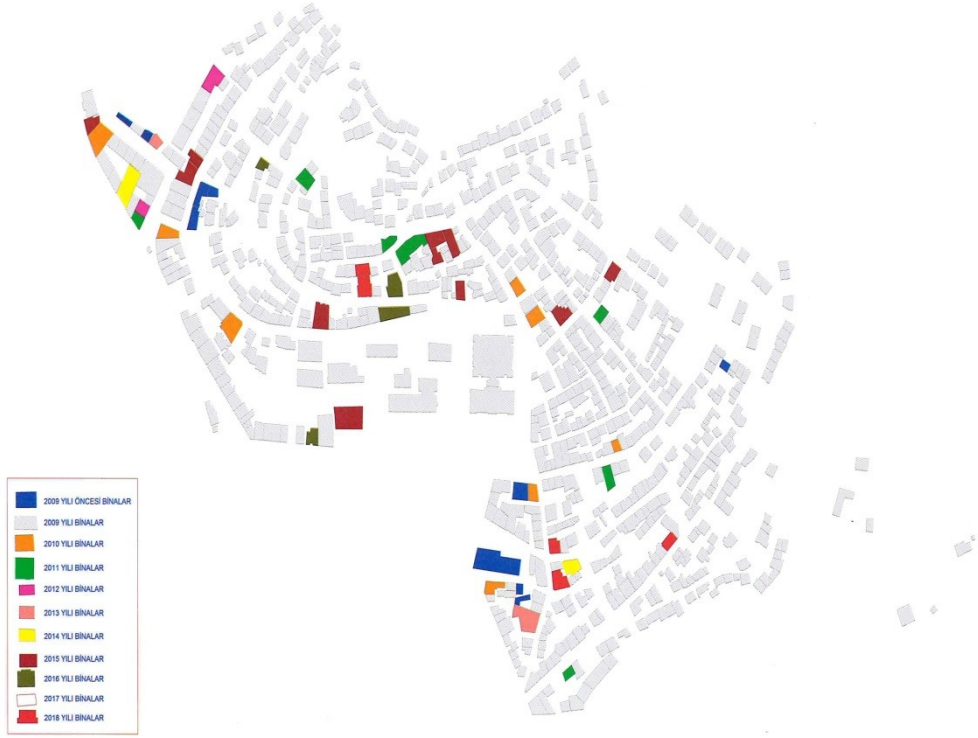 2009 YILI ÖNCESİ BİNALAR
2009 YILI BİNALAR
2010 YILI BİNALAR
2011 YILI BİNALAR
2012 YILI BİNALAR
2013 YILI BİNALAR
2014 YILI BİNALAR
2015 YILI BİNALAR
2016 YILI BİNALAR
2017 YILI BİNALAR
2018 YILI BİNALAR